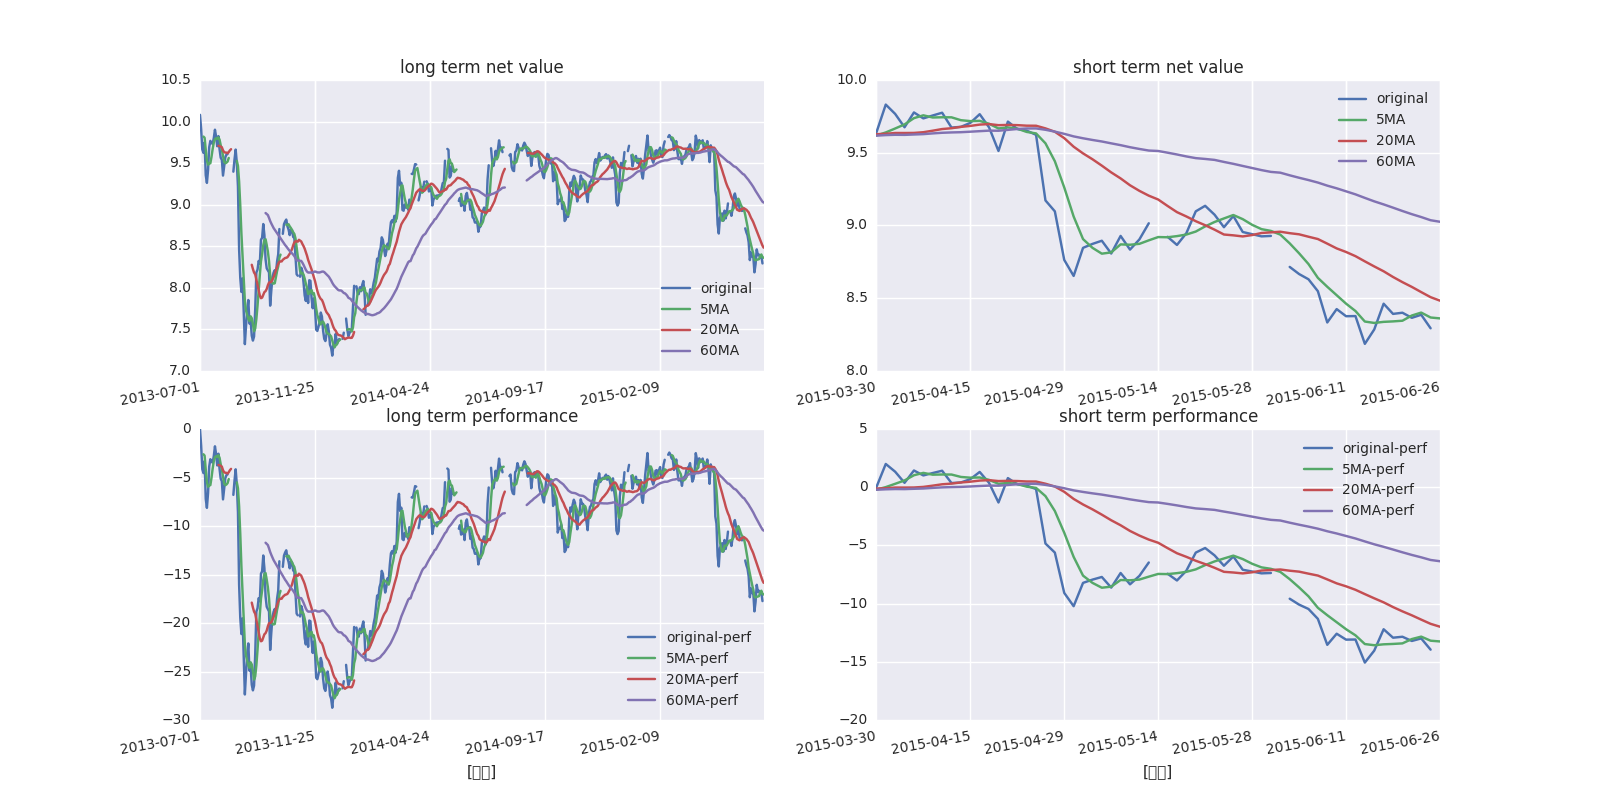 long term net value
10.5
10.0
9.5
9.0
8.5
8.0
7.5
7.0
original
5MA
20MA
60MA
2013-07-01
2013-11-25
2014-04-24
2014-09-17
2015-02-09
short term net value
10.0
9.5
9.0
8.5
8.0
original
5MA
20MA
60MA
2015-03-30
2015-04-15
2015-04-29
2015-05-14
2015-05-28
2015-06-11
2015-06-26
long term performance
0
−5
−10
−15
−20
−25
−30
original-perf
5MA-perf
20MA-perf
60MA-perf
2013-07-01
2013-11-25
2014-04-24
2014-09-17
2015-02-09
short term performance
5
0
−5
−10
−15
−20
original-perf
5MA-perf
20MA-perf
60MA-perf
2015-03-30
2015-04-15
2015-04-29
2015-05-14
2015-05-28
2015-06-11
2015-06-26